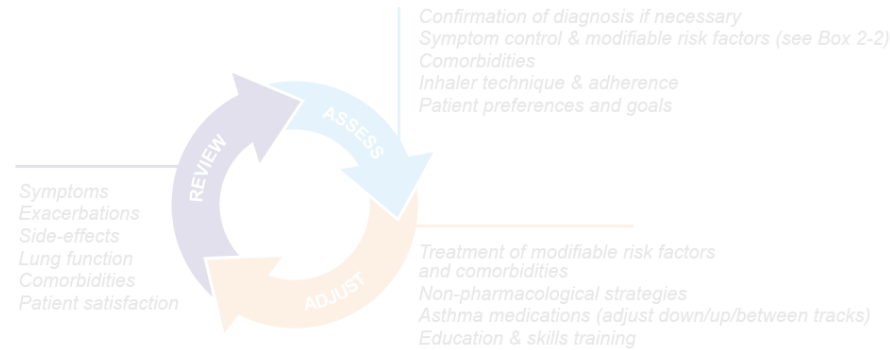 Confirmation of diagnosis if necessary
Symptom control & modifiable risk factors (see Box 2-2)
Comorbidities
Inhaler technique & adherence
Patient preferences and goals
ASSESS
REVIEW
Symptoms
Exacerbations
Side-effects
Lung function
Comorbidities
Patient satisfaction
ADJUST
Treatment of modifiable risk factors
and comorbidities
Non-pharmacological strategies
Asthma medications (adjust down/up/between tracks)
Education & skills training